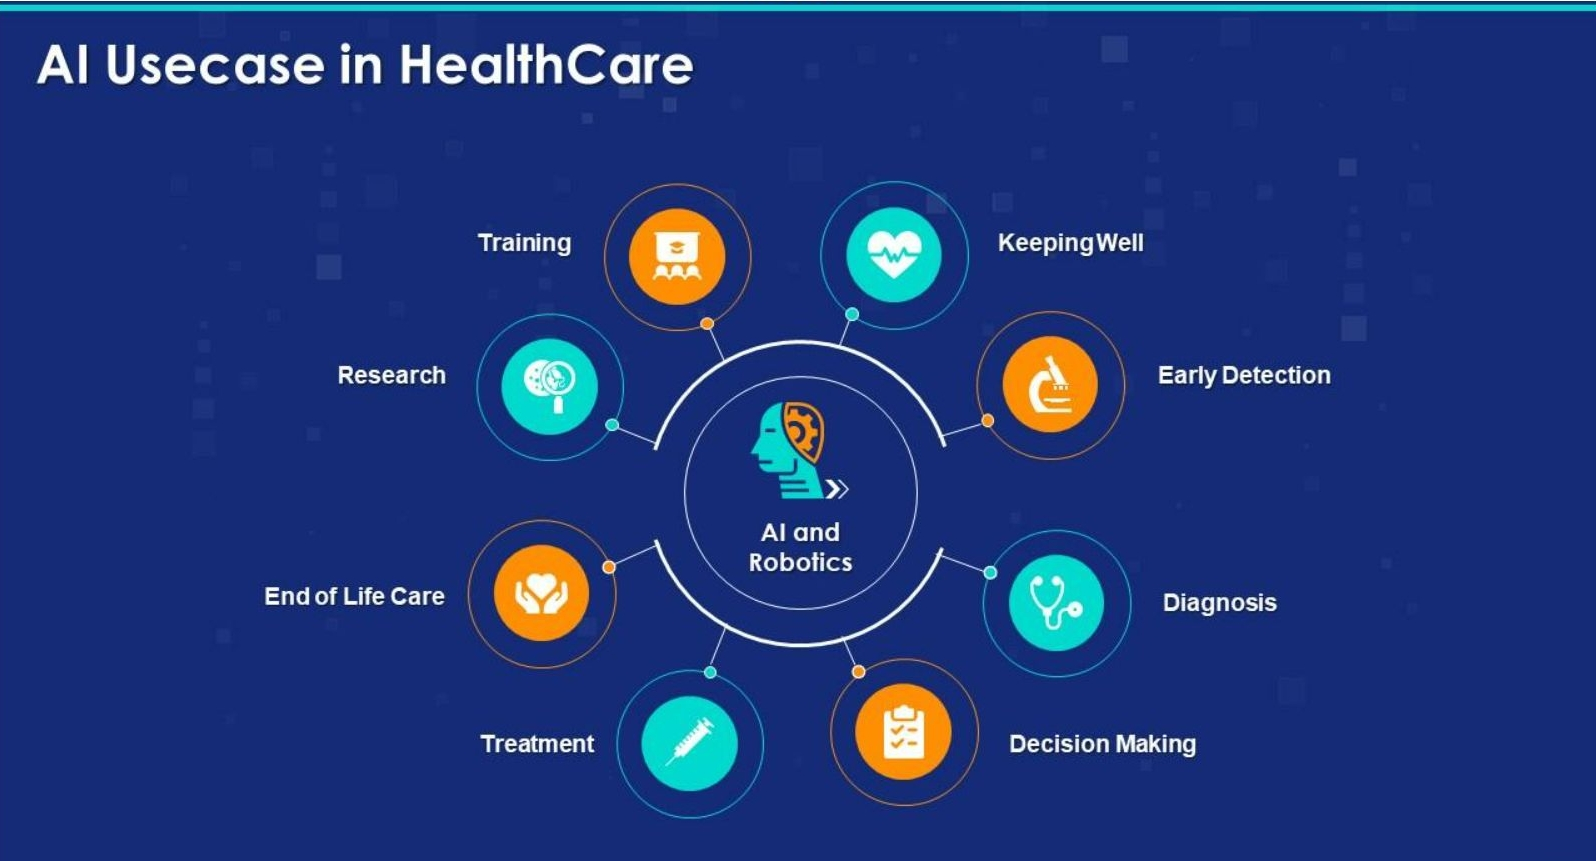 AI Usecase in HealthCare
Training
Keeping Well
Research
Early Detection
AI and
Robotics
End of Life Care
Diagnosis
Treatment
Decision Making